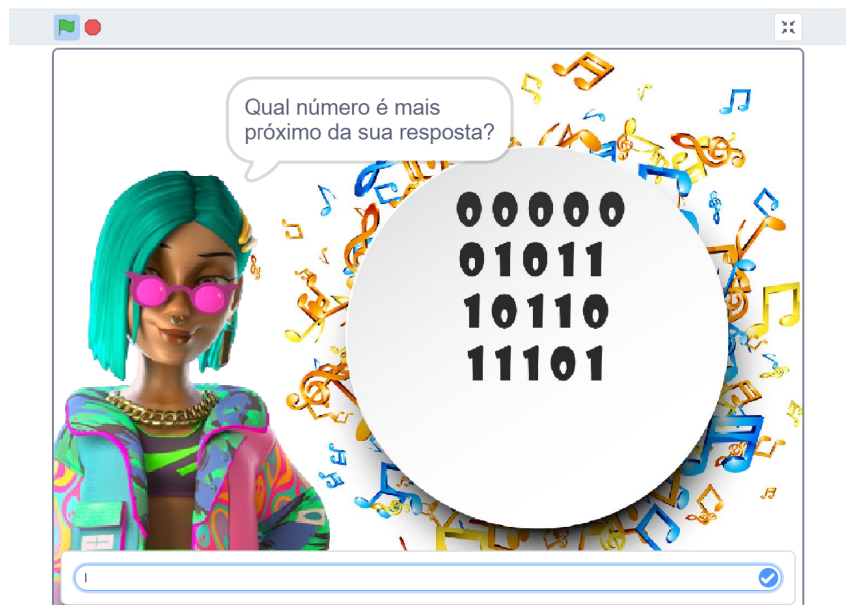 Qual número é mais
próximo da sua resposta?
00000
01011
10110
11101